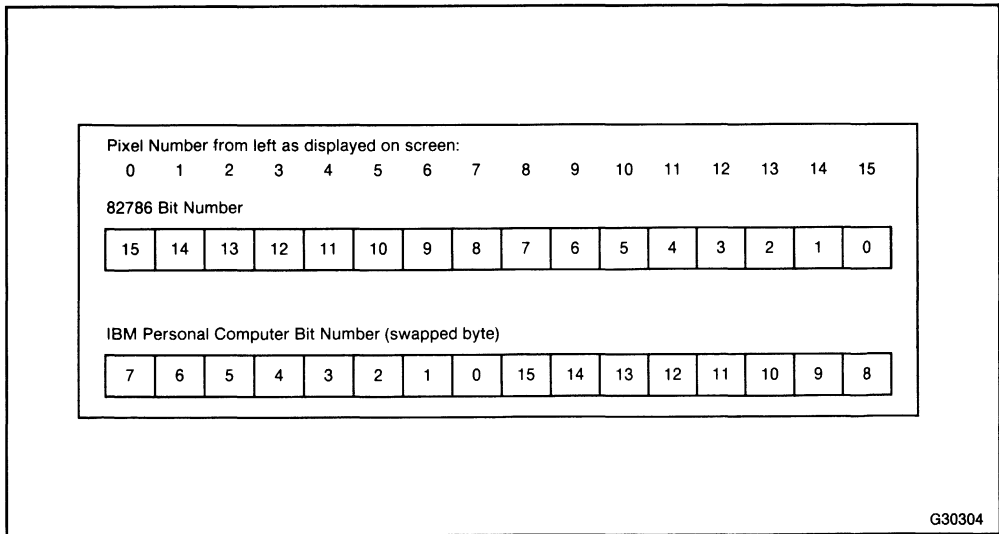 Pixel Number from left as displayed on screen:
0 1 2 3 4 5 6 7 8 9 10 11 12 13 14 15
82786 Bit Number
15 14 13 12 11 10 9 8 7 6 5 4 3 2 1 0
IBM Personal Computer Bit Number (swapped byte)
7 6 5 4 3 2 1 0 15 14 13 12 11 10 9 8
G30304